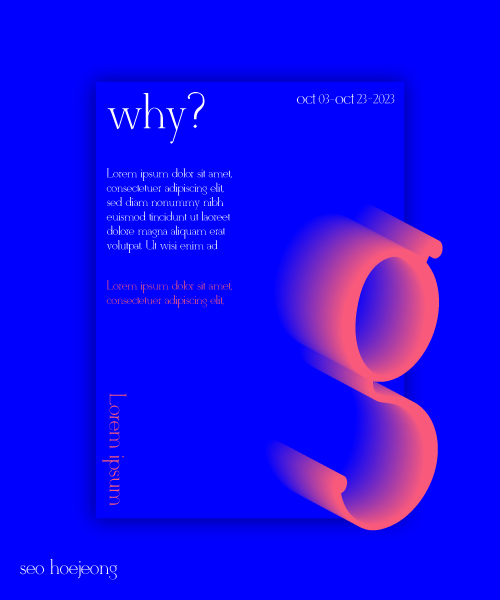 why?
oct 03-oct 23-2023
Lorem ipsum dolor sit amet,
consectetuer adipiscing elit,
sed diam nonummy nibh
euismod tincidunt ut laoreet
dolore magna aliquam erat
volutpat. Ut wisi enim ad
Lorem ipsum dolor sit amet,
consectetuer adipiscing elit,
g
Lorem ipsum
seo hoejeong